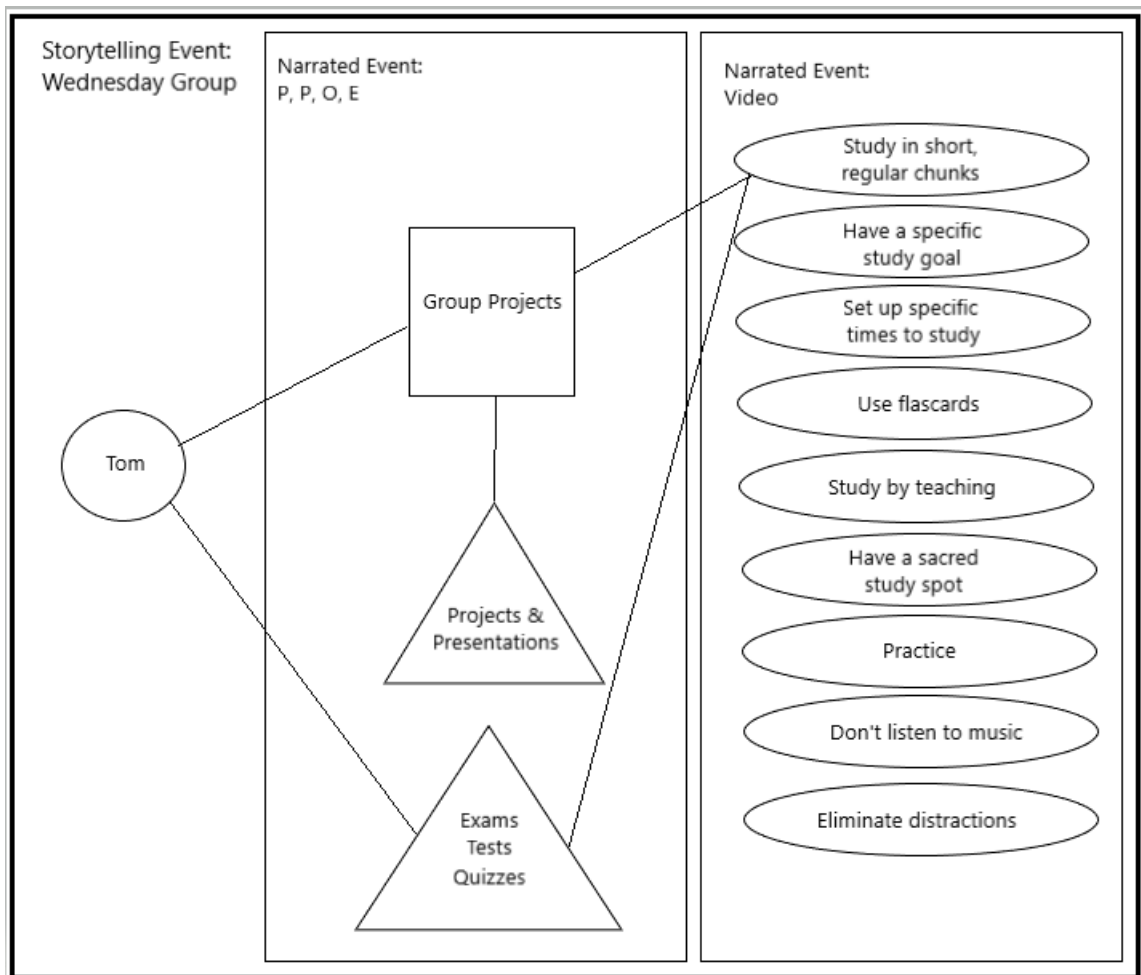 Storytelling Event:
Wednesday Group
Narrated Event:
P, P, O, E
Group Projects
Tom
Projects &
Presentations
Exams
Tests
Quizzes
Narrated Event:
Video
Study in short,
regular chunks
Have a specific
study goal
Set up specific
times to study
Use flascards
Study by teaching
Have a sacred
study spot
Practice
Don't listen to music
Eliminate distractions